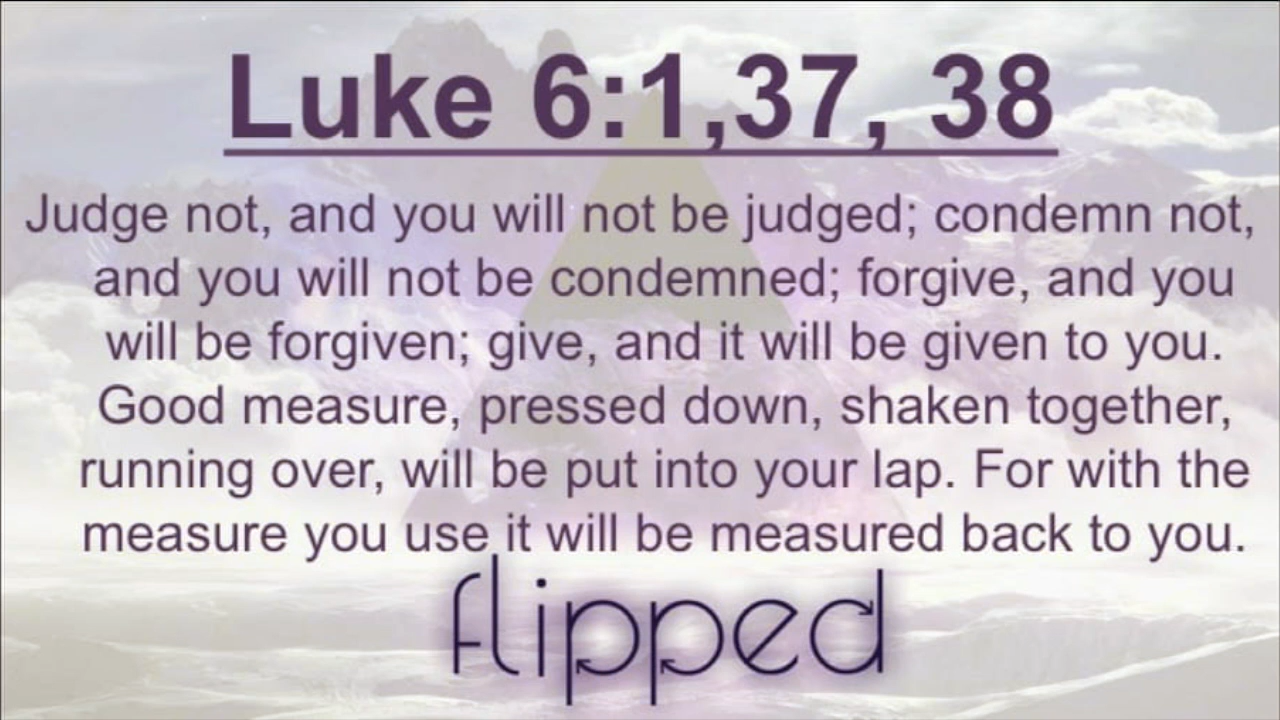 Luke 6:1,37, 38
Judge not, and you will not be judged; condemn not,
and you will not be condemned; forgive, and you
will be forgiven; give, and it will be given to you.
Good measure, pressed down, shaken together,
running over, will be put into your lap. For with the
measure you use it will be measured back to you.
flipped